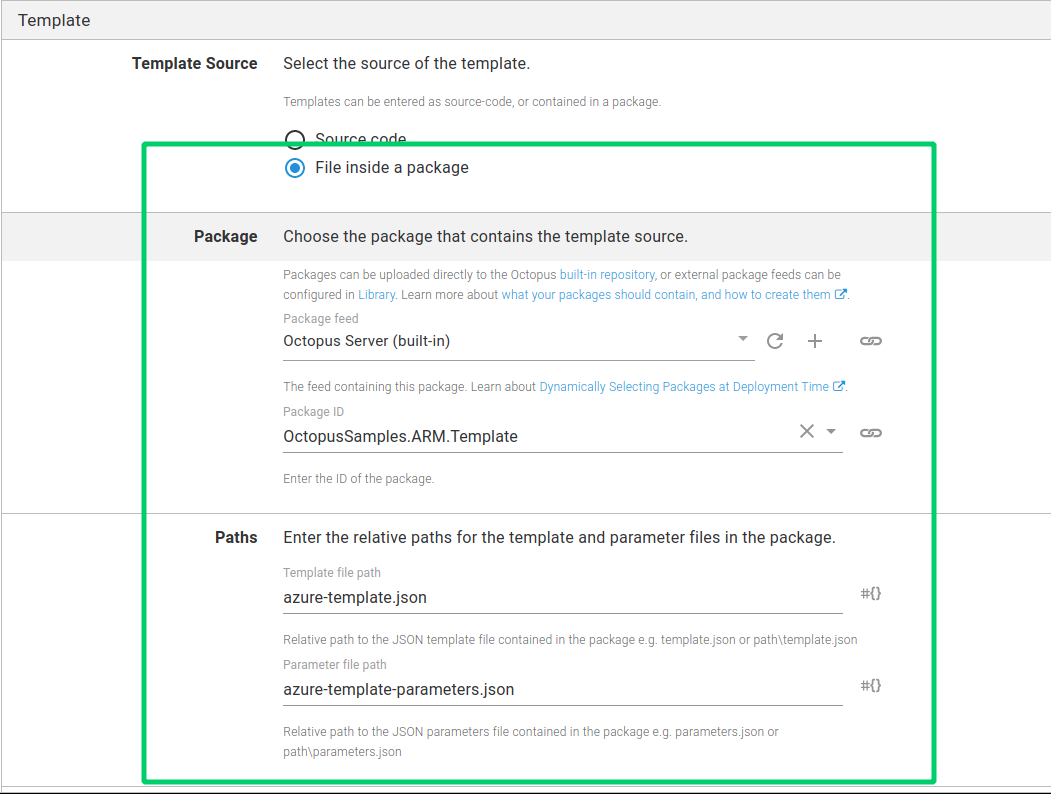 Template
Template Source
Select the source of the template.
Templates can be entered as source-code, or contained in a package.
Source code
File inside a package
Package
Choose the package that contains the template source.
Packages can be uploaded directly to the Octopus built-in repository, or external package feeds can be
configured in Library. Learn more about what your packages should contain, and how to create them.
Package feed
Octopus Server (built-in)
The feed containing this package. Learn about Dynamically Selecting Packages at Deployment Time.
Package ID
OctopusSamples.ARM.Template
Enter the ID of the package.
Paths
Enter the relative paths for the template and parameter files in the package.
Template file path
azure-template.json
#{}
Relative path to the JSON template file contained in the package e.g. template.json or path\template.json
Parameter file path
azure-template-parameters.json
#{}
Relative path to the JSON parameters file contained in the package e.g. parameters.json or
path\parameters.json